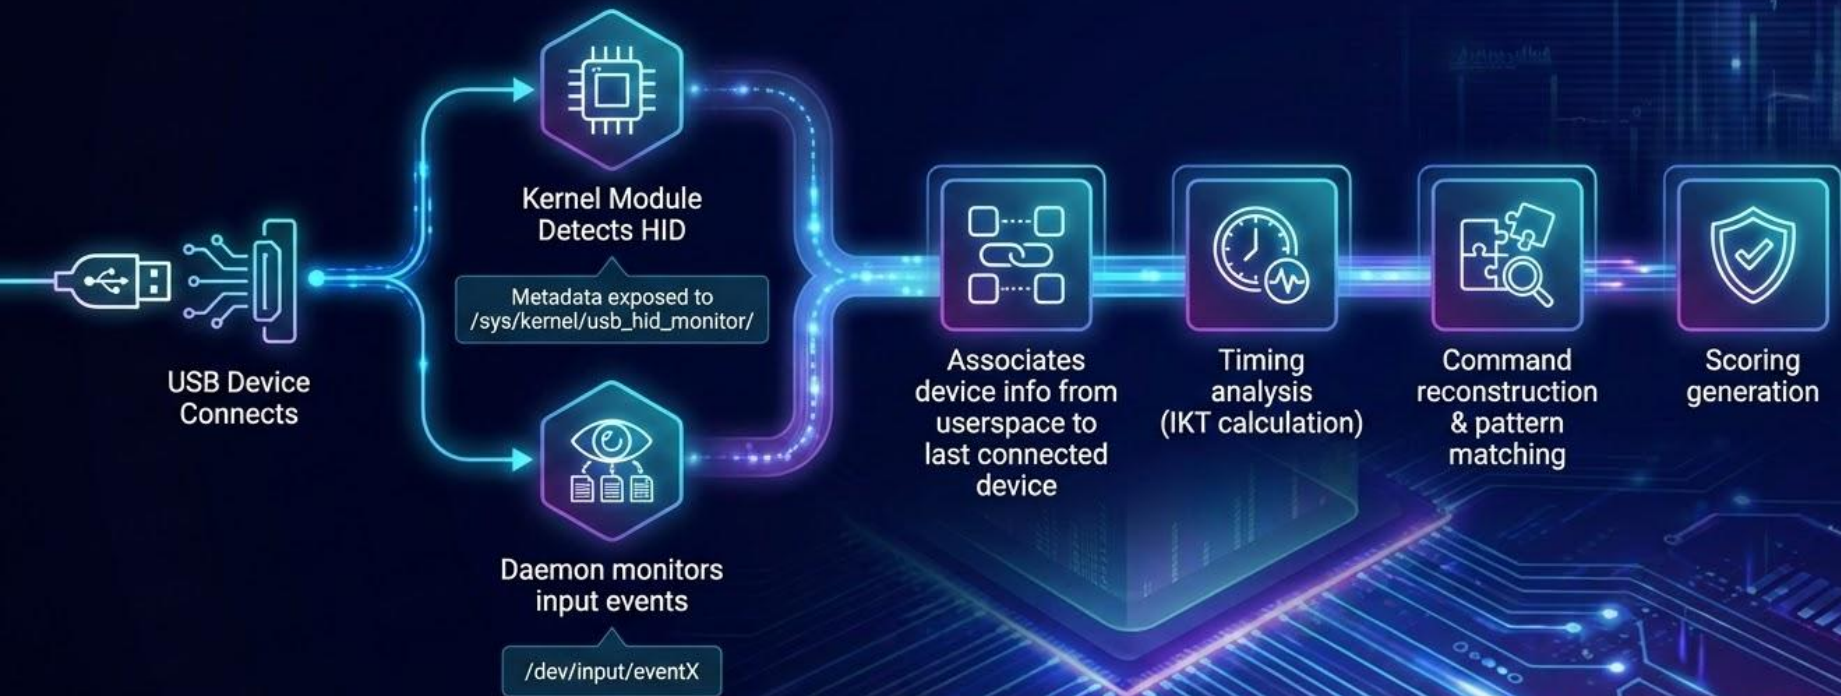 USB Device
Connects
Kernel Module
Detects HID
Metadata exposed to
/sys/kernel/usb_hid_monitor/
Daemon monitors
input events
/dev/input/eventX
Associates
device info from
userspace to
last connected
device
Timing
analysis
(IKT calculation)
Command
reconstruction
& pattern
matching
Scoring
generation